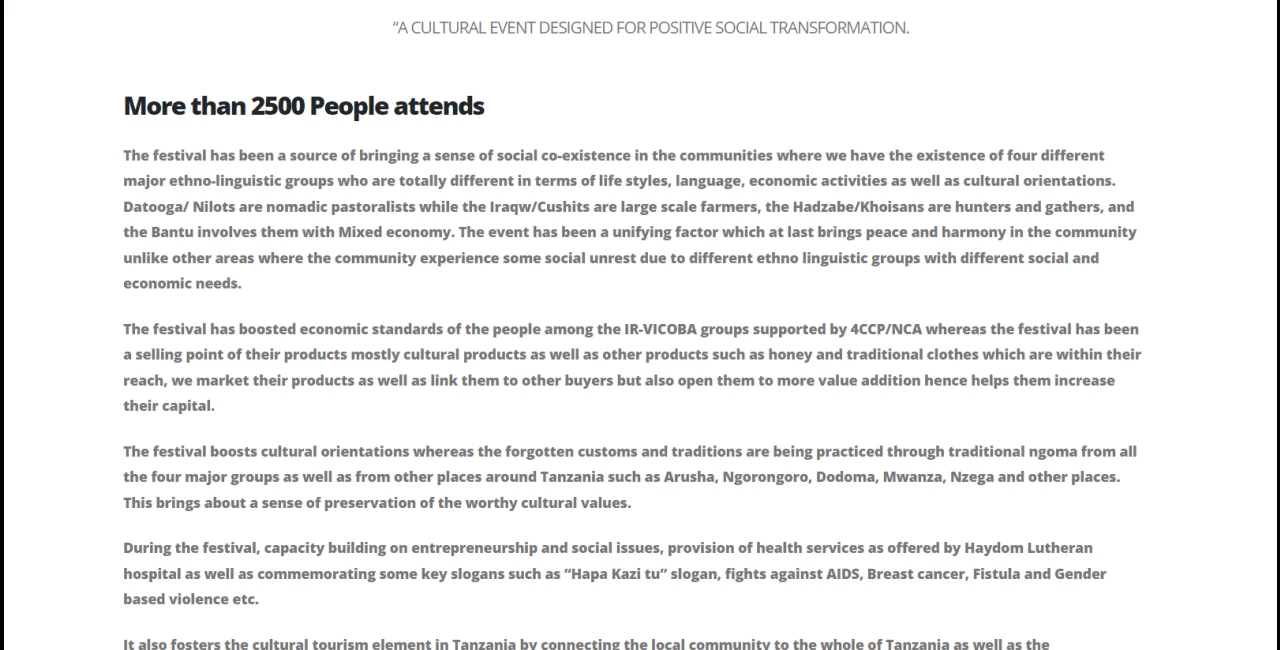 “A CULTURAL EVENT DESIGNED FOR POSITIVE SOCIAL TRANSFORMATION.
More than 2500 People attends
The festival has been a source of bringing a sense of social co-existence in the communities where we have the existence of four different
major ethno-linguistic groups who are totally different in terms of life styles, language, economic activities as well as cultural orientations.
Datooga/ Nilots are nomadic pastoralists while the Iraqw/Cushits are large scale farmers, the Hadzabe/Khoisans are hunters and gathers, and
the Bantu involves them with Mixed economy. The event has been a unifying factor which at last brings peace and harmony in the community
unlike other areas where the community experience some social unrest due to different ethno linguistic groups with different social and
economic needs.
The festival has boosted economic standards of the people among the IR-VICOBA groups supported by 4CCP/NCA whereas the festival has been
a selling point of their products mostly cultural products as well as other products such as honey and traditional clothes which are within their
reach, we market their products as well as link them to other buyers but also open them to more value addition hence helps them increase
their capital.
The festival boosts cultural orientations whereas the forgotten customs and traditions are being practiced through traditional ngoma from all
the four major groups as well as from other places around Tanzania such as Arusha, Ngorongoro, Dodoma, Mwanza, Nzega and other places.
This brings about a sense of preservation of the worthy cultural values.
During the festival, capacity building on entrepreneurship and social issues, provision of health services as offered by Haydom Lutheran
hospital as well as commemorating some key slogans such as “Hapa Kazi tu” slogan, fights against AIDS, Breast cancer, Fistula and Gender
based violence etc.
It also fosters the cultural tourism element in Tanzania by connecting the local community to the whole of Tanzania as well as the